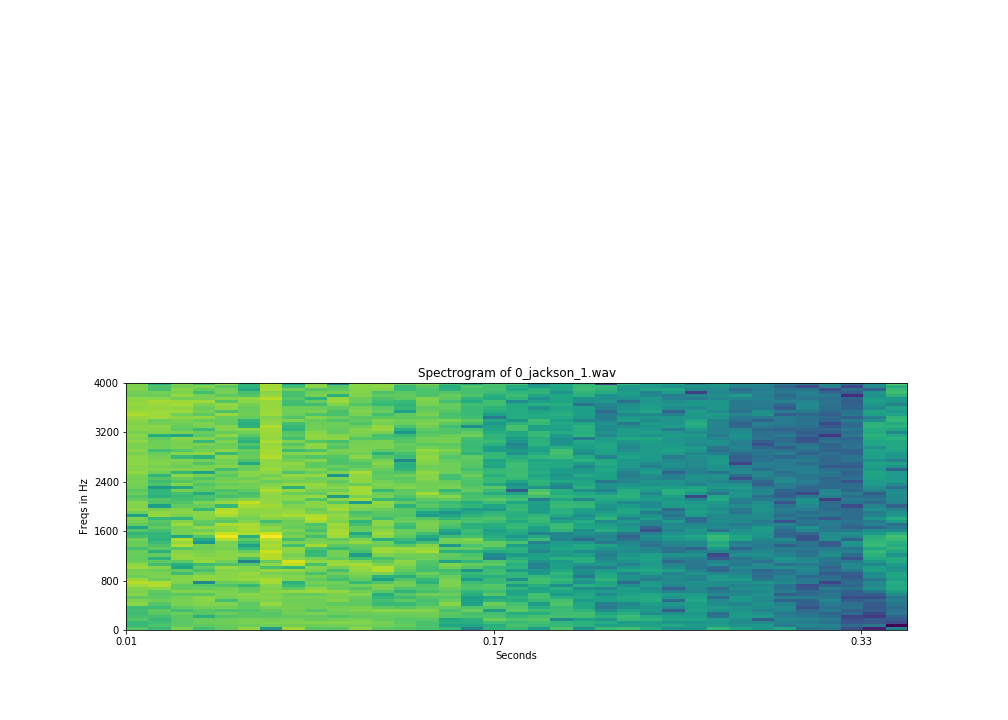 Spectrogram of 0_jackson_1.wav
4000
3200
2400
1600
800
0
Freqs in Hz
0.01 0.17 0.33
Seconds